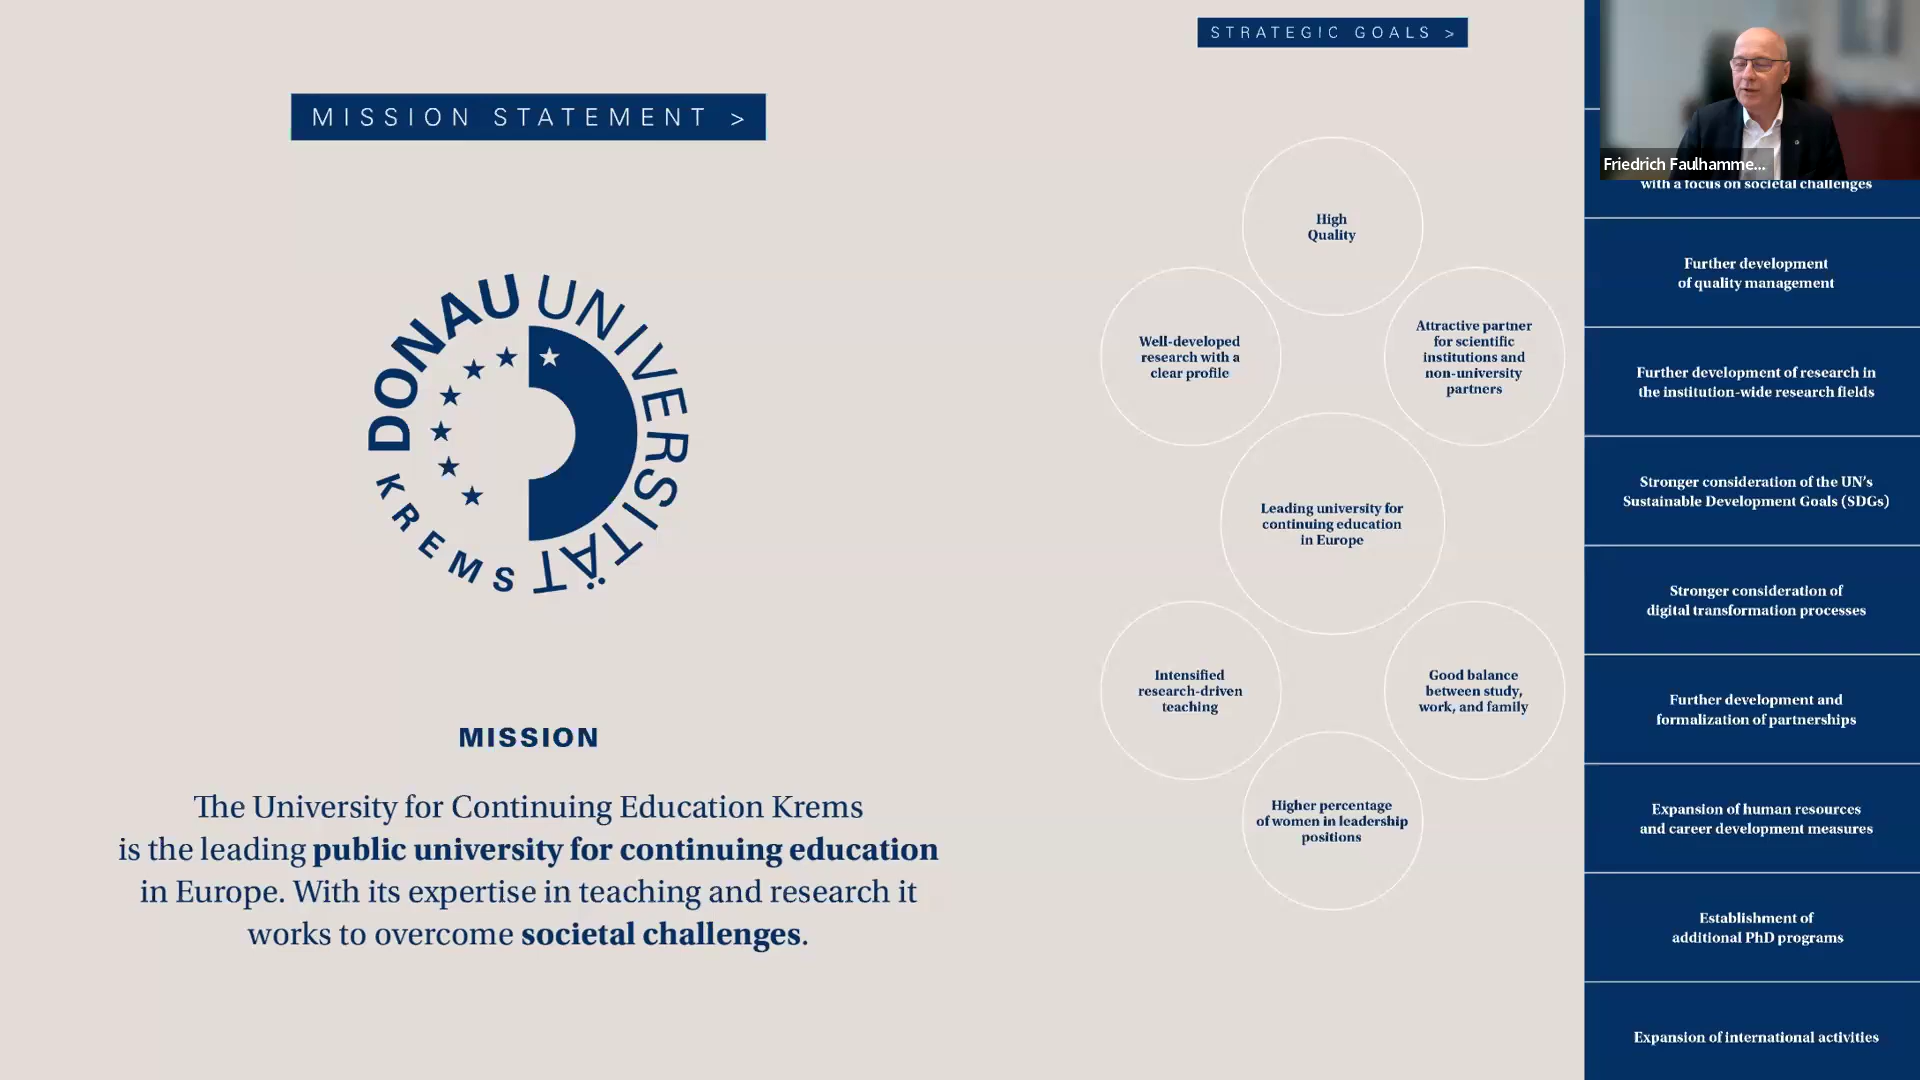 MISSION STATEMENT >
DONAU UNIVERSITÄT
KREMS
MISSION
The University for Continuing Education Krems
is the leading public university for continuing education
in Europe. With its expertise in teaching and research it
works to overcome societal challenges.
STRATEGIC GOALS >
High
Quality
Well-developed
research with a
clear profile
Attractive partner
for scientific
institutions and
non-university
partners
Leading university for
continuing education
in Europe
Intensified
research-driven
teaching
Good balance
between study,
work, and family
Higher percentage
of women in leadership
positions
Friedrich Faulhamme...
with a focus on societal challenges
Further development
of quality management
Further development of research in
the institution-wide research fields
Stronger consideration of the UN’s
Sustainable Development Goals (SDGs)
Stronger consideration of
digital transformation processes
Further development and
formalization of partnerships
Expansion of human resources
and career development measures
Establishment of
additional PhD programs
Expansion of international activities